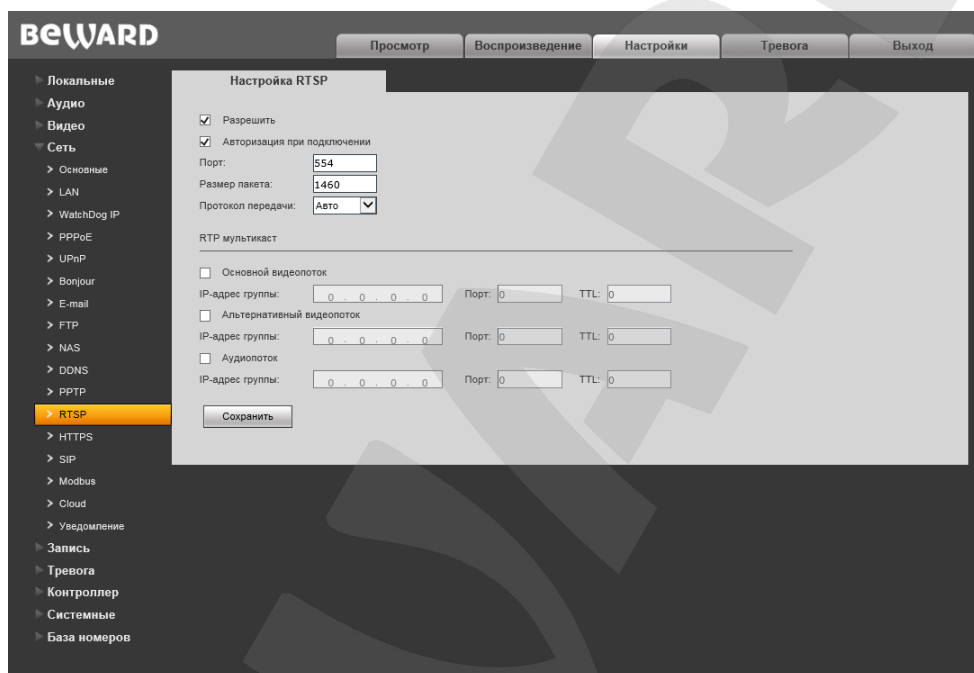 BEWARD
Просмотр Воспроизведение Настройки Тревога Выход
Локальные
Аудио
Видео
Сеть
Основные
LAN
WatchDog IP
PPPoE
UPnP
Bonjour
E-mail
FTP
NAS
DDNS
PPTP
RTSP
HTTPS
SIP
Modbus
Cloud
Уведомление
Запись
Тревога
Контроллер
Системные
База номеров
Настройка RTSP
Разрешить
Авторизация при подключении
Порт: 554
Размер пакета: 1460
Протокол передачи: Авто
RTP мультикаст
Основной видеопоток
IP-адрес группы: 0 . 0 . 0 . 0 Порт: 0 TTL: 0
Альтернативный видеопоток
IP-адрес группы: 0 . 0 . 0 . 0 Порт: 0 TTL: 0
Аудиопоток
IP-адрес группы: 0 . 0 . 0 . 0 Порт: 0 TTL: 0
Сохранить